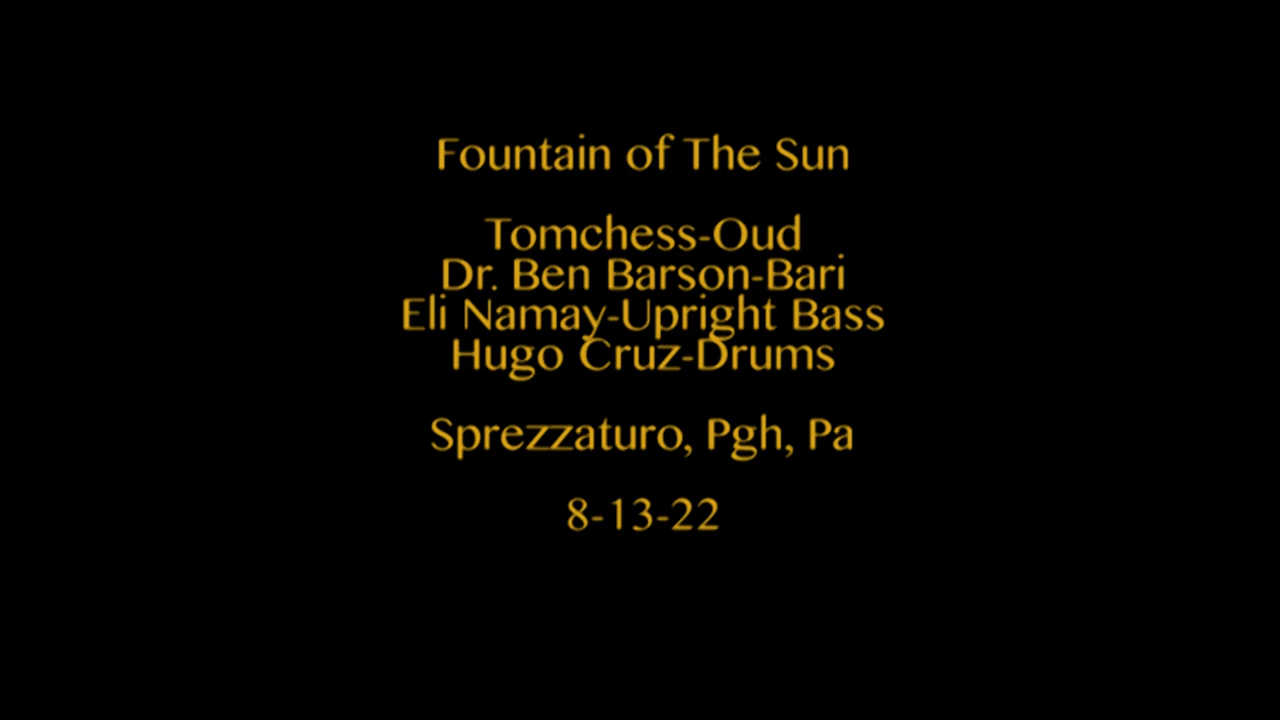 Fountain of The Sun
Tomchess-Oud
Dr. Ben Barson-Bari
Eli Namay-Upright Bass
Hugo Cruz-Drums
Sprezzaturo, Pgh, Pa
8-13-22